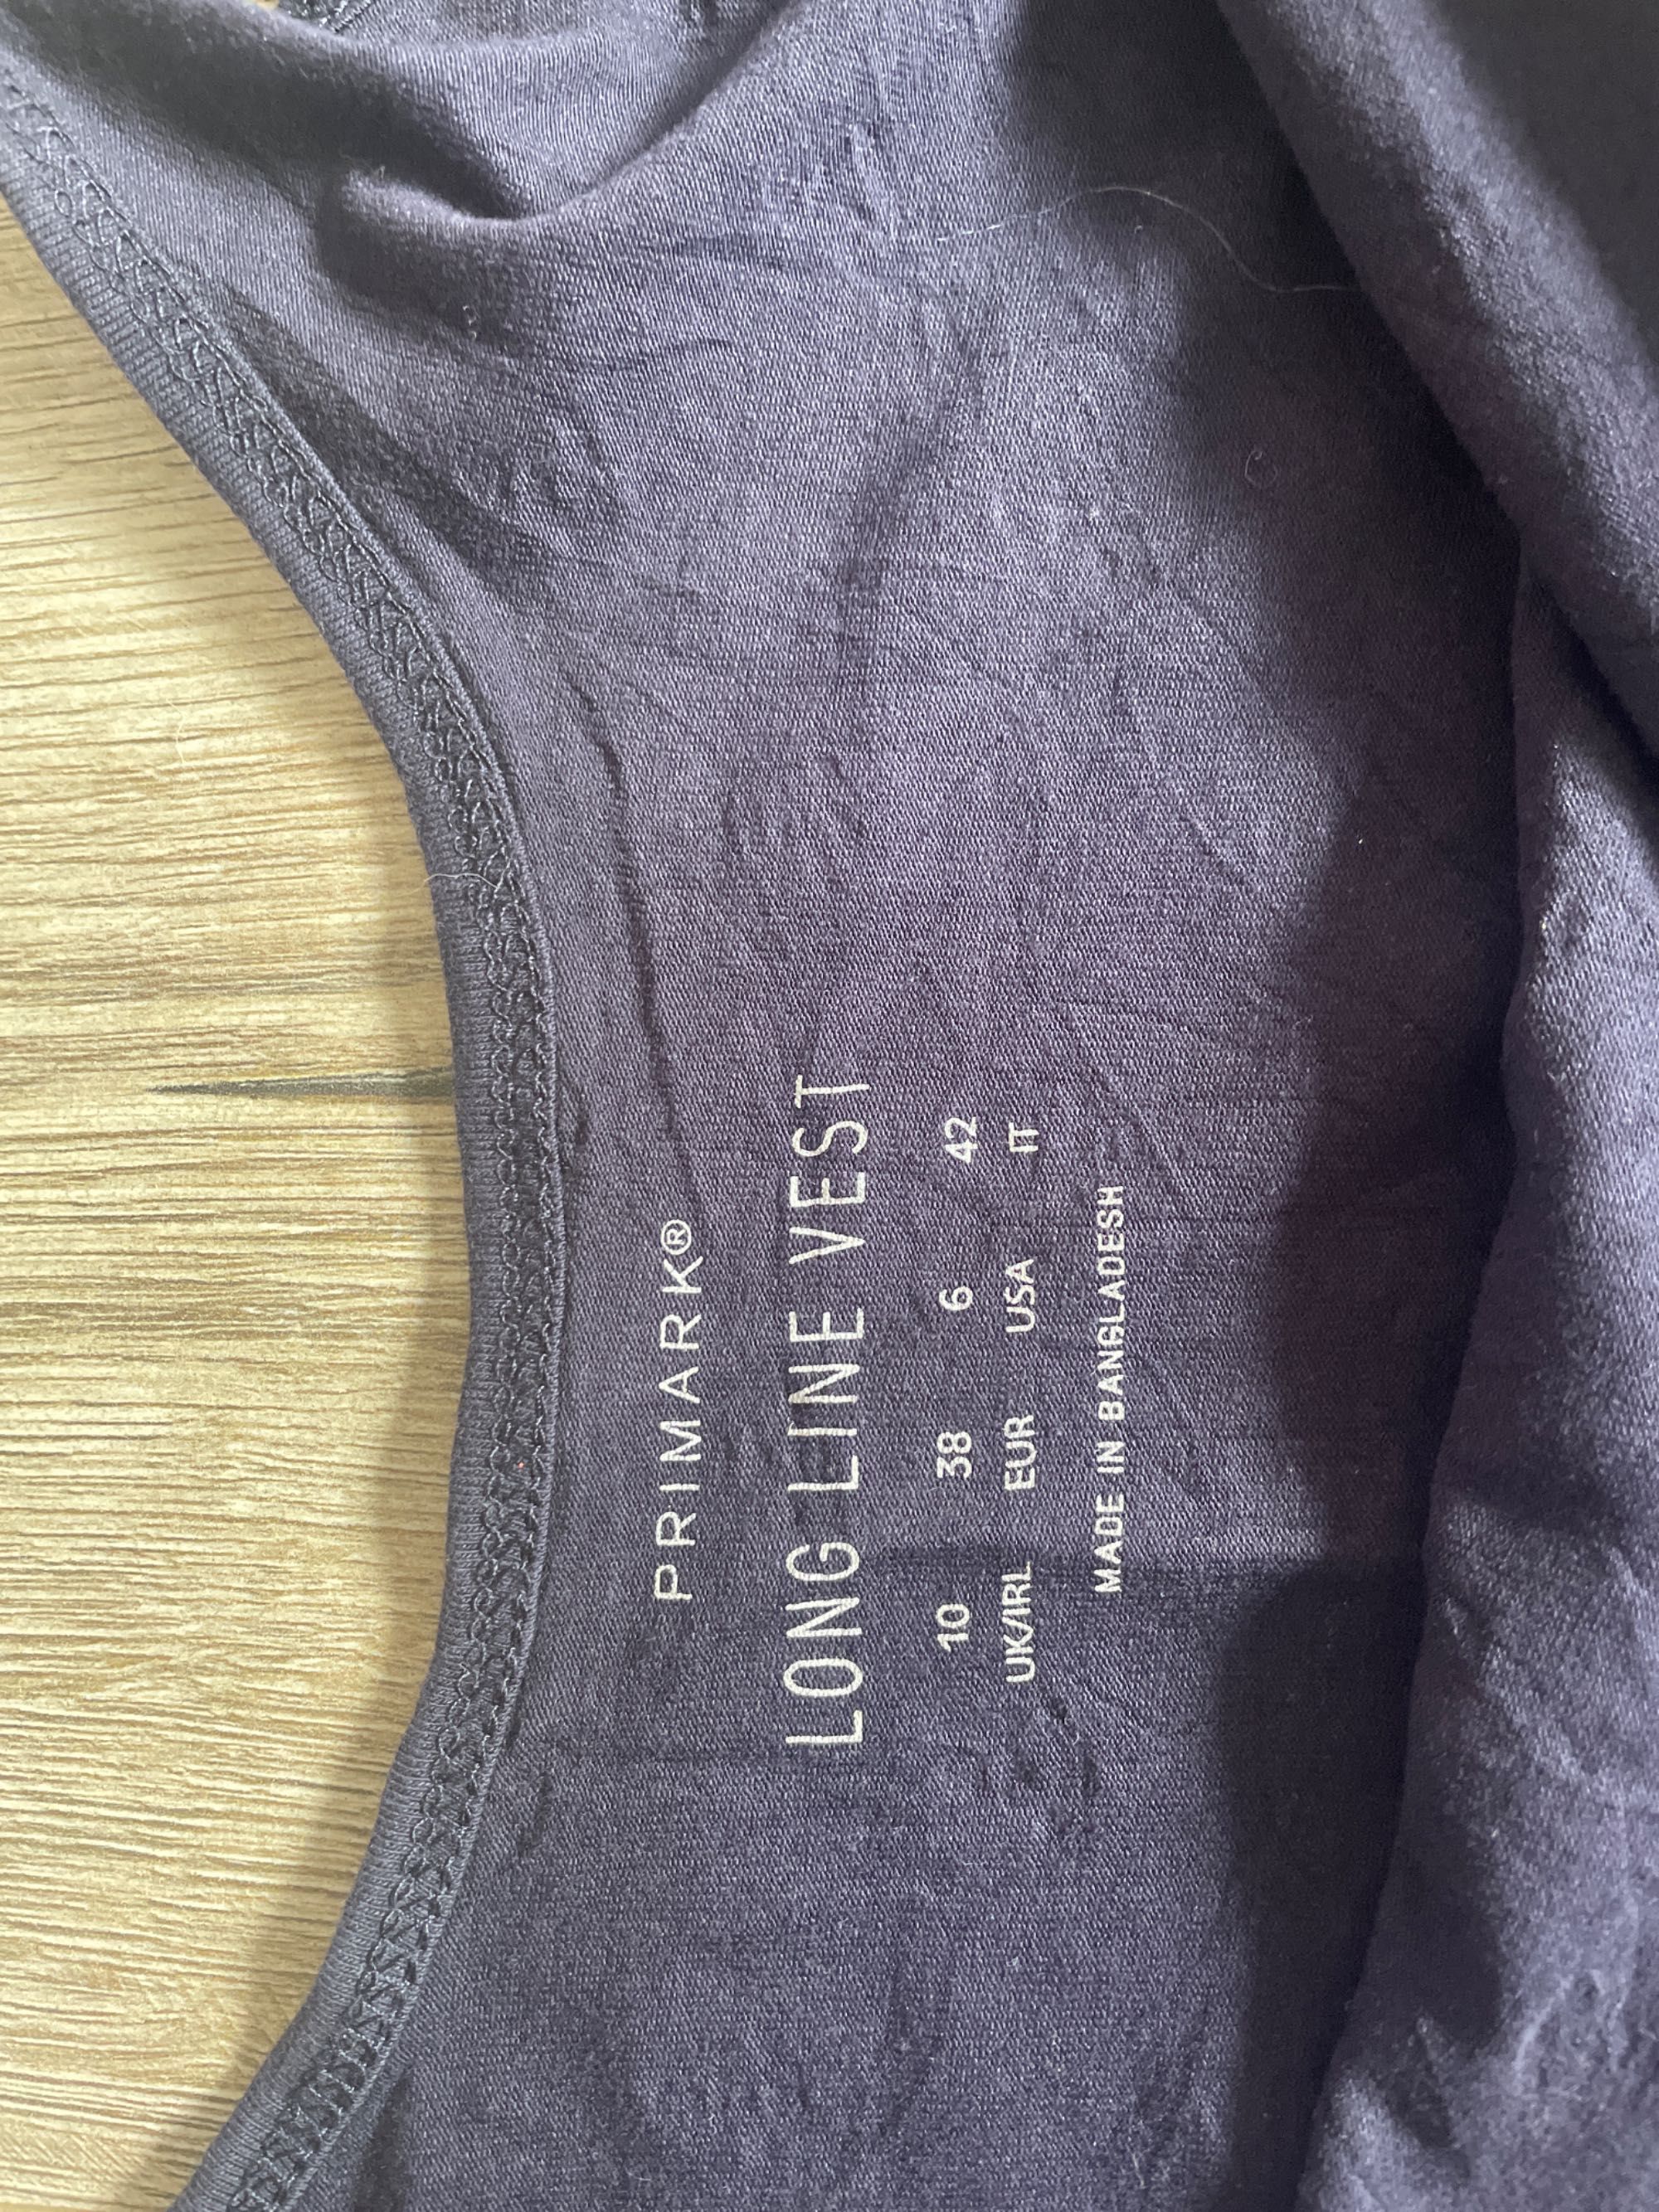 PRIMARK®
LONG LINE VEST
10 38 6 42
UK/IRL EUR USA IT
MADE IN BANGLADESH